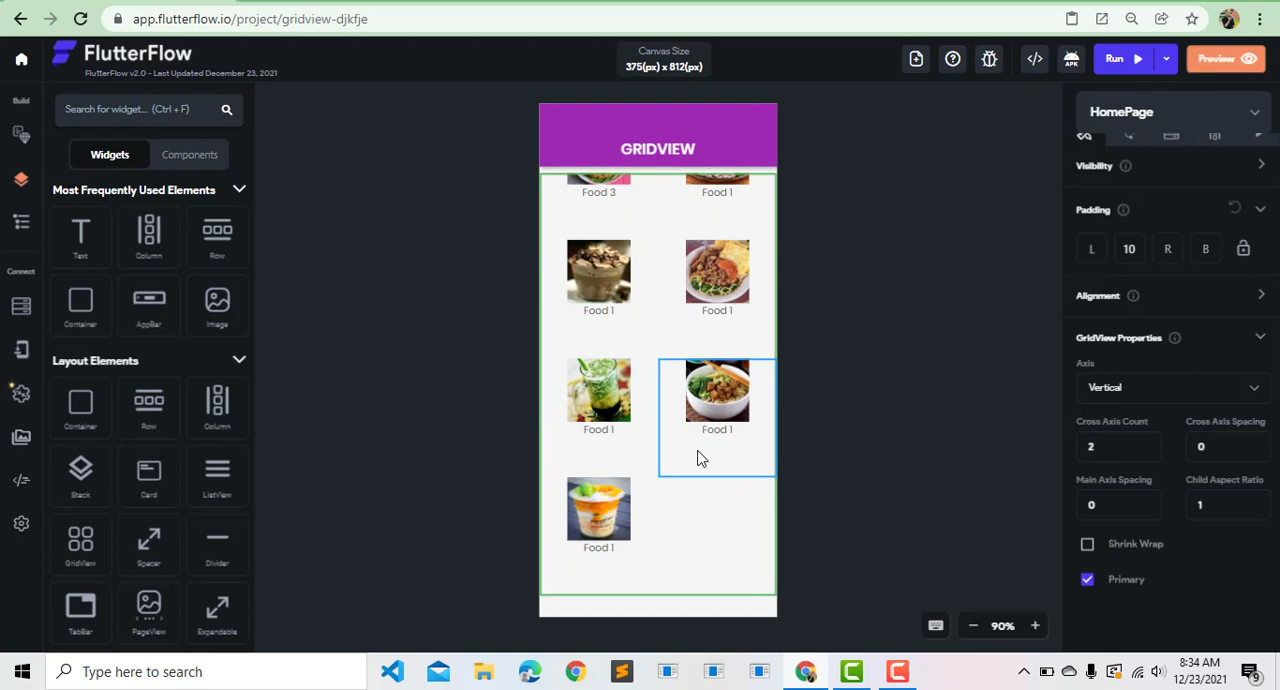 app.flutterflow.io/project/gridview-djkfje
FlutterFlow
FlutterFlow v2.0 - Last Updated December 23, 2021
Canvas Size
375(px) x 812(px)
Run
Preview
Build
Connect
Search for widget... (Ctrl + F)
Widgets
Components
Most Frequently Used Elements
Text
Column
Row
Container
AppBar
Image
Layout Elements
Container
Row
Column
Stack
Card
ListView
GridView
Spacer
Divider
TabBar
PageView
Expandable
GRIDVIEW
Food 3
Food 1
Food 1
Food 1
Food 1
Food 1
Food 1
HomePage
Visibility
Padding
L
10
R
B
Alignment
GridView Properties
Axis
Vertical
Cross Axis Count
Cross Axis Spacing
2
0
Main Axis Spacing
Child Aspect Ratio
0
1
Shrink Wrap
Primary
90%
Type here to search
8:34 AM
12/23/2021
9